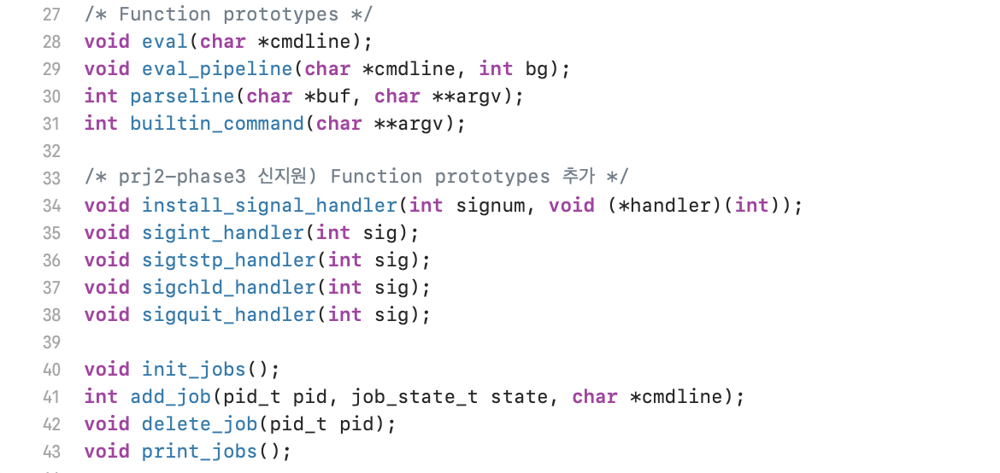 27 /* Function prototypes */
28 void eval(char *cmdline);
29 void eval_pipeline(char *cmdline, int bg);
30 int parseline(char *buf, char **argv);
31 int builtin_command(char **argv);
32
33 /* prj2-phase3 신지원) Function prototypes 추가 */
34 void install_signal_handler(int signum, void (*handler)(int));
35 void sigint_handler(int sig);
36 void sigtstp_handler(int sig);
37 void sigchld_handler(int sig);
38 void sigquit_handler(int sig);
39
40 void init_jobs();
41 int add_job(pid_t pid, job_state_t state, char *cmdline);
42 void delete_job(pid_t pid);
43 void print_jobs();